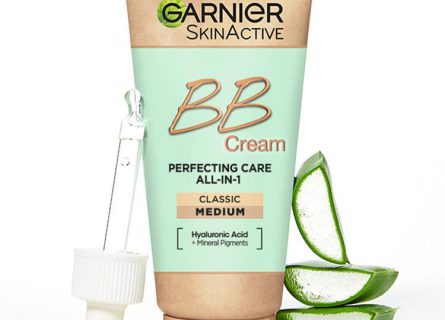 GARNIER
SKINACTIVE
BB
Cream
PERFECTING CARE
ALL-IN-1
CLASSIC
MEDIUM
Hyaluronic Acid
+ Mineral Pigments